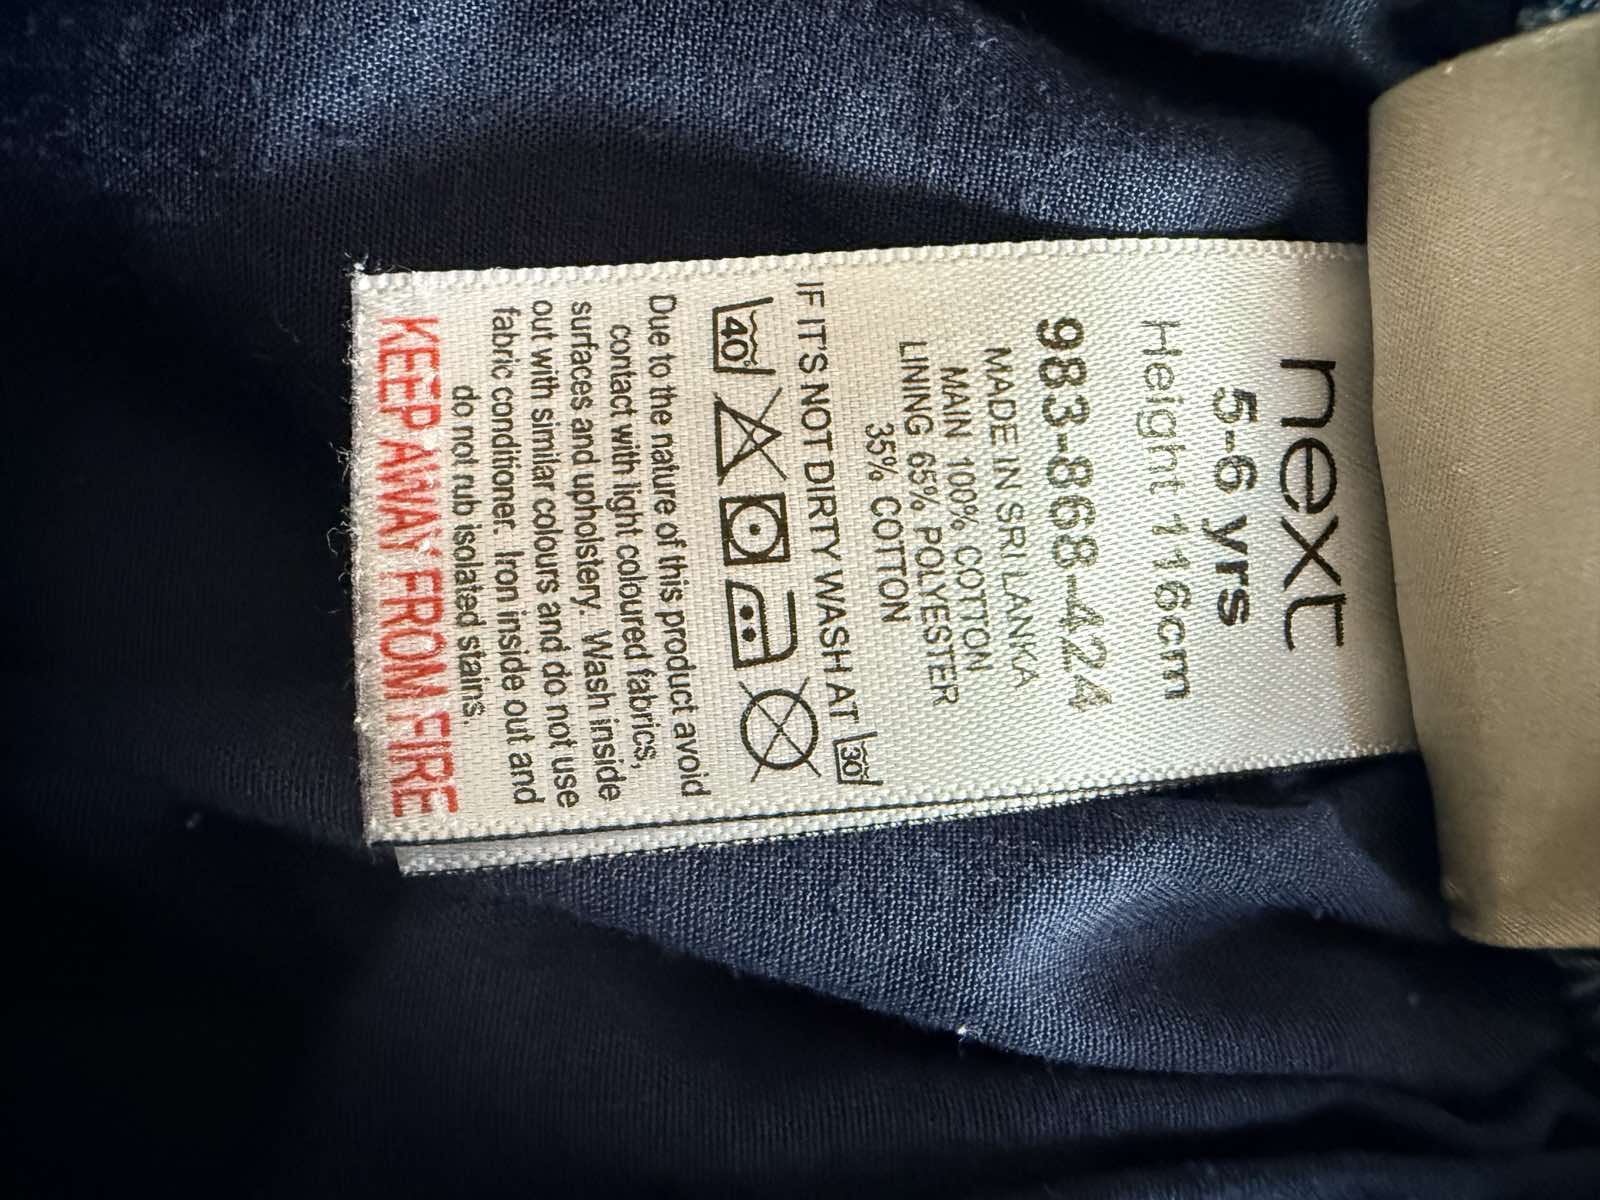 next
5-6 yrs
Height 116cm
983-868-424
MADE IN SRI LANKA
MAIN 100% COTTON
LINING 65% POLYESTER
35% COTTON
IF IT'S NOT DIRTY WASH AT 30
40
Due to the nature of this product avoid
contact with light coloured fabrics,
surfaces and upholstery. Wash inside
out with similar colours and do not use
fabric conditioner. Iron inside out and
do not rub isolated stains.
KEEP AWAY FROM FIRE